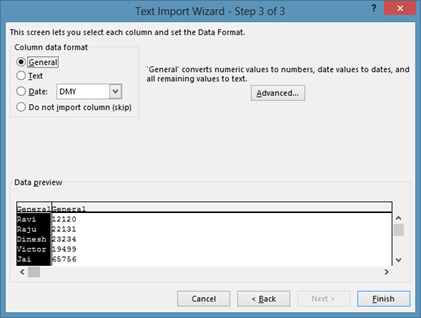 Text Import Wizard - Step 3 of 3
?
This screen lets you select each column and set the Data Format.
Column data format
General
Text
Date: DMY
Do not import column (skip)
'General' converts numeric values to numbers, date values to dates, and
all remaining values to text.
Advanced...
Data preview
General General
Ravi 12120
Raju 22131
Dinesh 23234
Victor 19499
Jai 65756
Cancel < Back Next > Finish